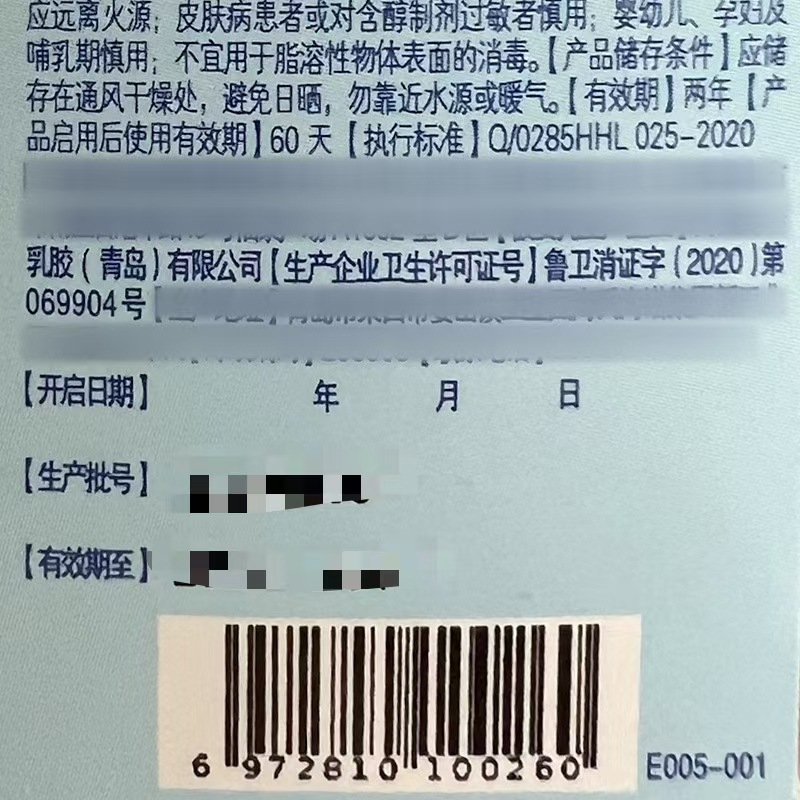 应远离火源；皮肤病患者或对含醇制剂过敏者慎用；婴幼儿、孕妇及
哺乳期慎用；不宜用于脂溶性物体表面的消毒。【产品储存条件】应储
存在通风干燥处，避免日晒，勿靠近水源或暖气。【有效期】两年【产
品启用后使用有效期】60 天【执行标准】Q/0285HHL 025-2020
乳胶（青岛）有限公司【生产企业卫生许可证号】鲁卫消证字（2020）第
069904号
【开启日期】 年 月 日
【生产批号】
【有效期至】
6 972810 100260
E005-001